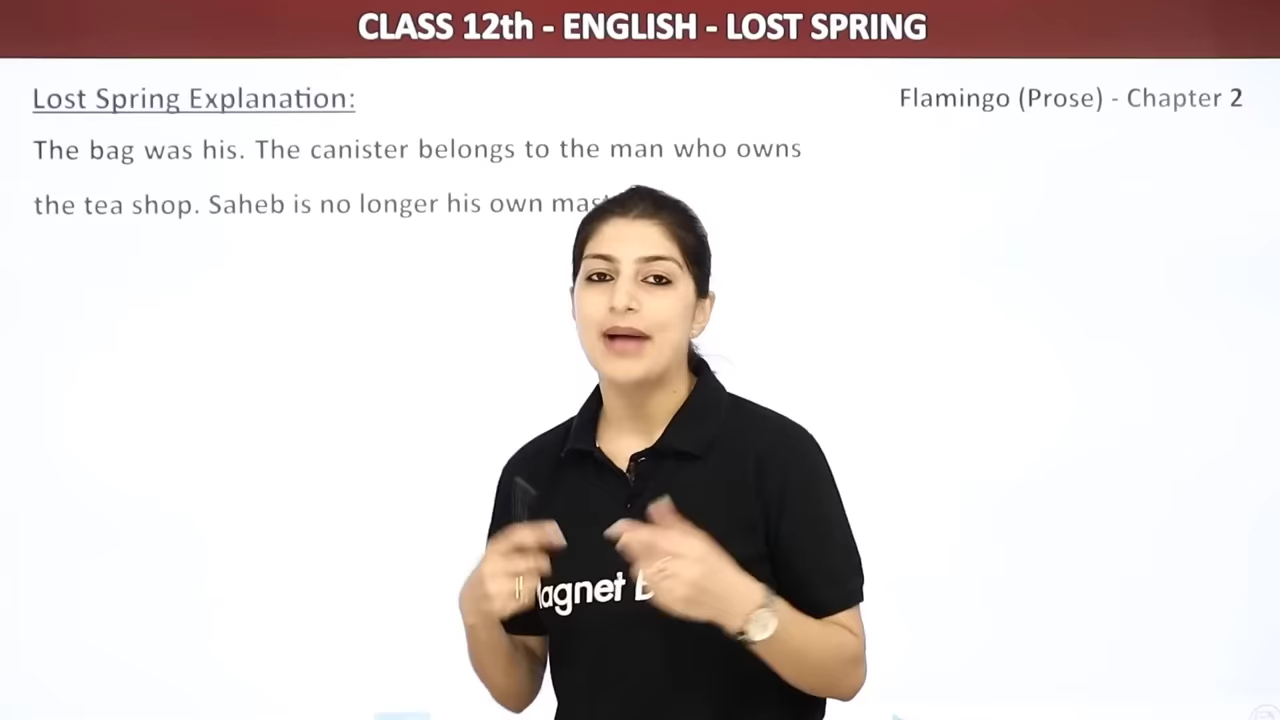 CLASS 12th - ENGLISH - LOST SPRING
Lost Spring Explanation:
Flamingo (Prose) - Chapter 2
The bag was his. The canister belongs to the man who owns
the tea shop. Saheb is no longer his own